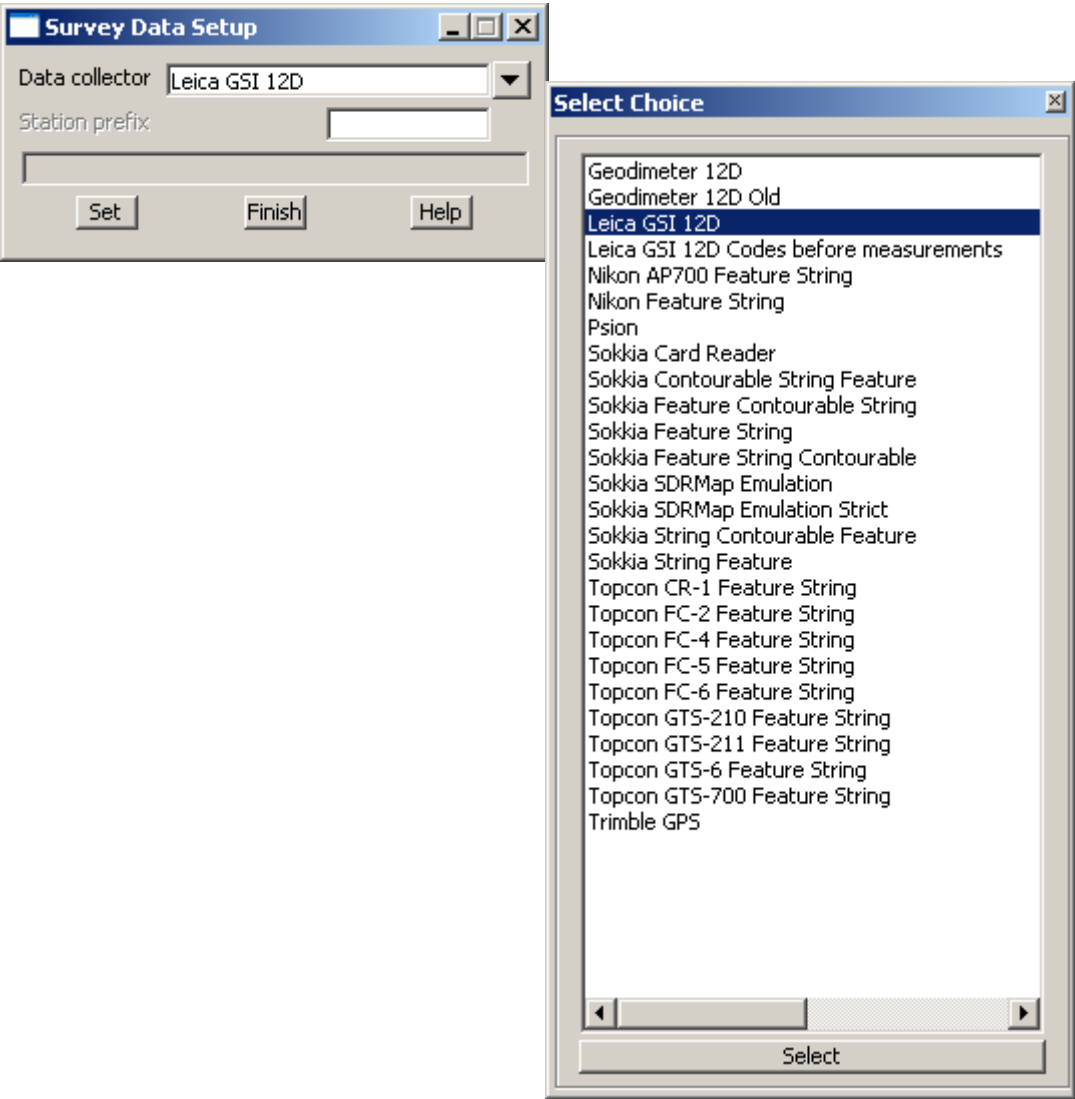 Survey Data Setup
Data collector Leica GSI 12D
Station prefix
Set Finish Help
Select Choice
Geodimeter 12D
Geodimeter 12D Old
Leica GSI 12D
Leica GSI 12D Codes before measurements
Nikon AP700 Feature String
Nikon Feature String
Psion
Sokkia Card Reader
Sokkia Contourable String Feature
Sokkia Feature Contourable String
Sokkia Feature String
Sokkia Feature String Contourable
Sokkia SDRMap Emulation
Sokkia SDRMap Emulation Strict
Sokkia String Contourable Feature
Sokkia String Feature
Topcon CR-1 Feature String
Topcon FC-2 Feature String
Topcon FC-4 Feature String
Topcon FC-5 Feature String
Topcon FC-6 Feature String
Topcon GTS-210 Feature String
Topcon GTS-211 Feature String
Topcon GTS-6 Feature String
Topcon GTS-700 Feature String
Trimble GPS
Select